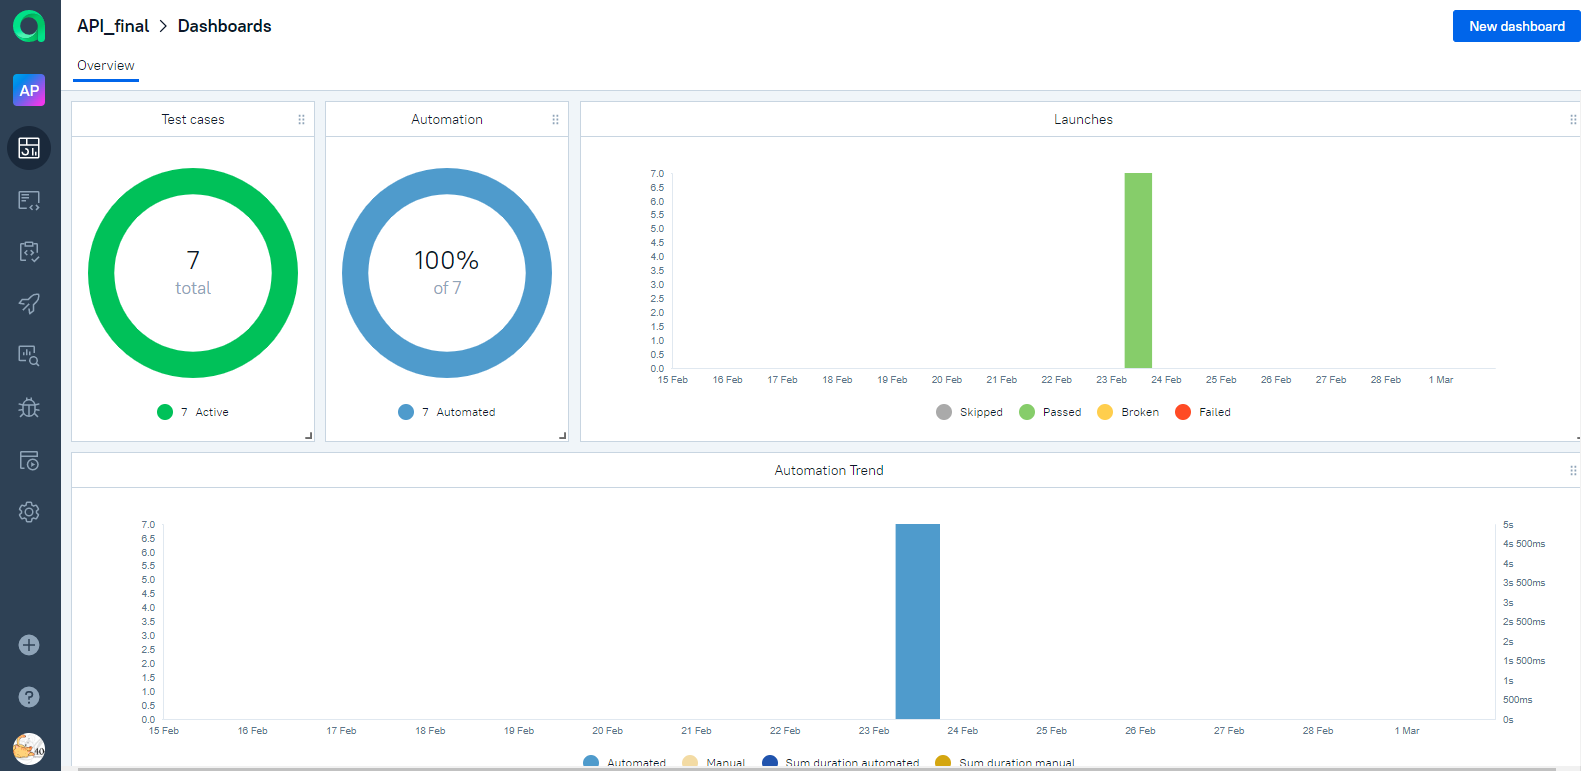 API_final > Dashboards
New dashboard
Overview
AP
Test cases
7
total
7 Active
Automation
100%
of 7
7 Automated
Launches
7.0
6.5
6.0
5.5
5.0
4.5
4.0
3.5
3.0
2.5
2.0
1.5
1.0
0.5
0.0
15 Feb 16 Feb 17 Feb 18 Feb 19 Feb 20 Feb 21 Feb 22 Feb 23 Feb 24 Feb 25 Feb 26 Feb 27 Feb 28 Feb 1 Mar
Skipped Passed Broken Failed
Automation Trend
7.0
6.5
6.0
5.5
5.0
4.5
4.0
3.5
3.0
2.5
2.0
1.5
1.0
0.5
0.0
5s
4s 500ms
4s
3s 500ms
3s
2s 500ms
2s
1s 500ms
1s
500ms
0s
15 Feb 16 Feb 17 Feb 18 Feb 19 Feb 20 Feb 21 Feb 22 Feb 23 Feb 24 Feb 25 Feb 26 Feb 27 Feb 28 Feb 1 Mar
Automated Manual Sum duration automated Sum duration manual